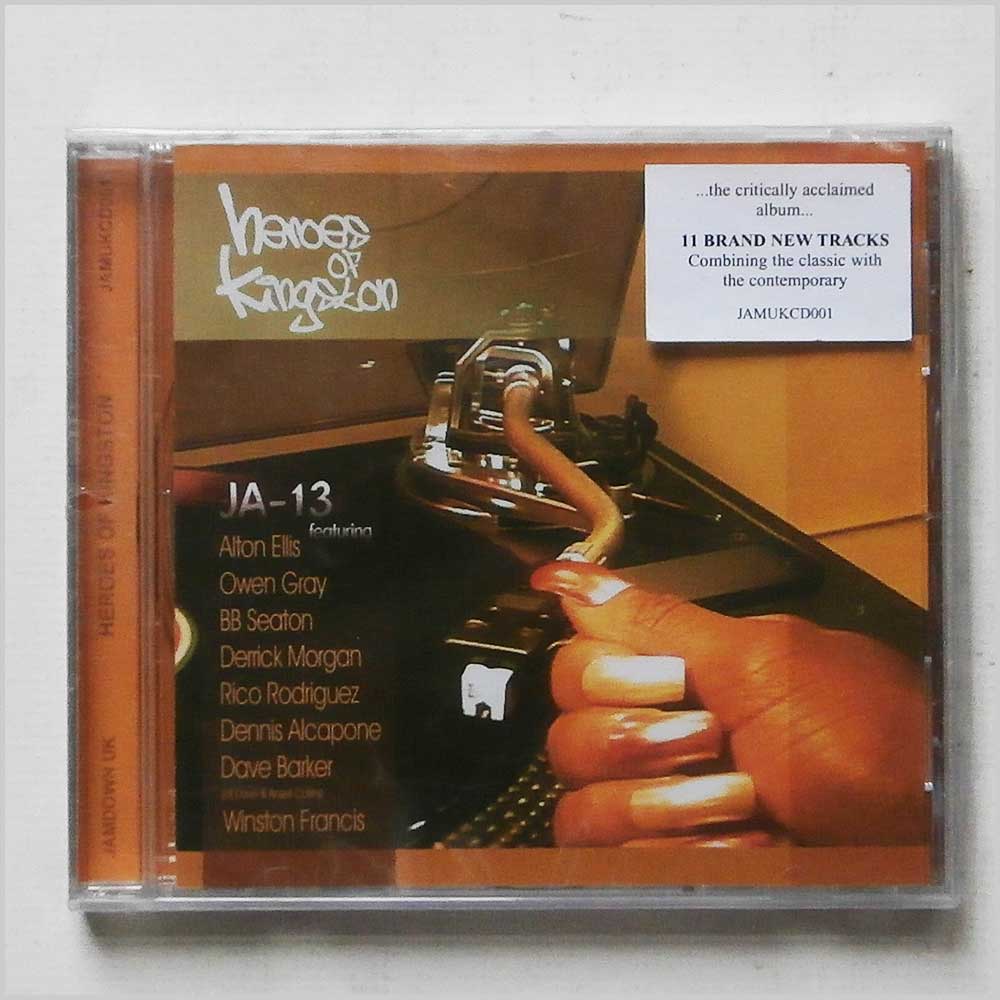 heroes
of
Kingston
...the critically acclaimed
album...
11 BRAND NEW TRACKS
Combining the classic with
the contemporary
JAMUKCD001
JA-13
featuring
Alton Ellis
Owen Gray
BB Seaton
Derrick Morgan
Rico Rodriguez
Dennis Alcapone
Dave Barker
Winston Francis
JAMDOWN UK
HEROES OF KINGSTON
JAMUKCD001